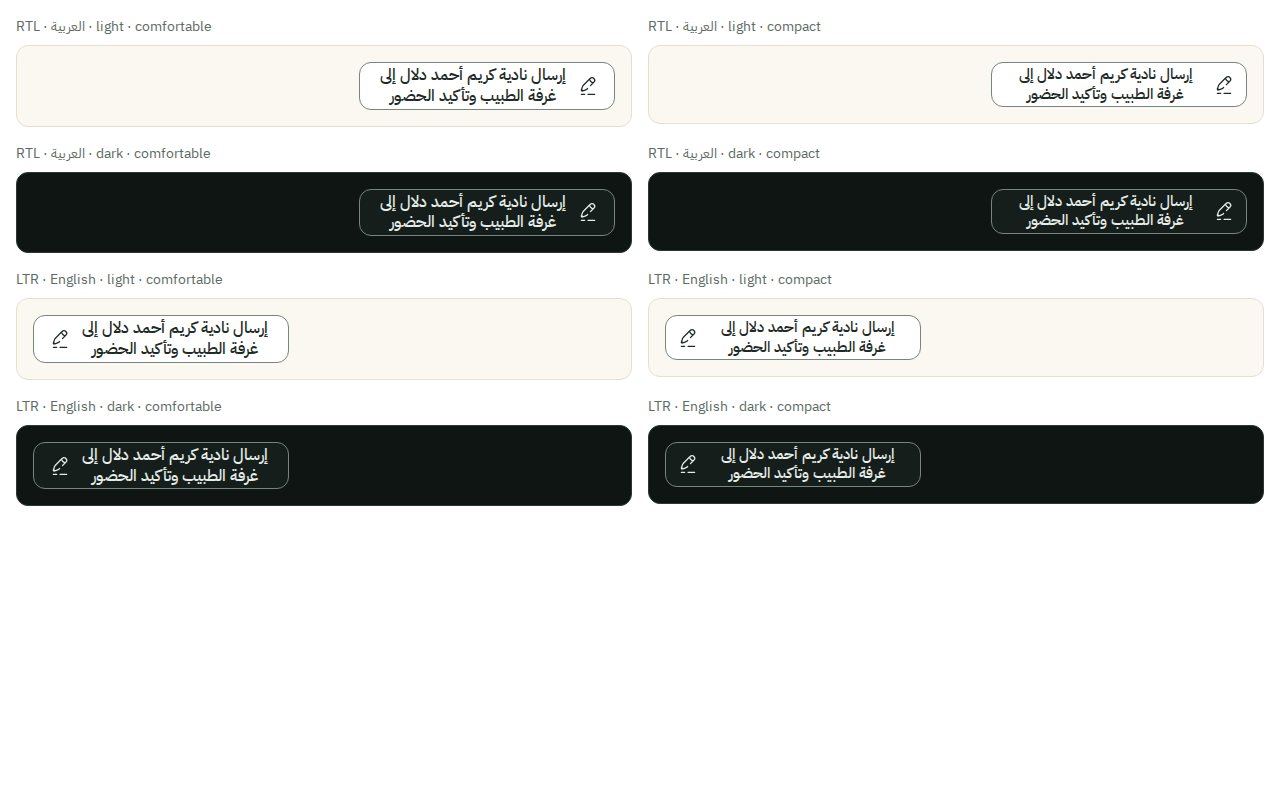 RTL · العربية · light · comfortable
إرسال نادية كريم أحمد دلال إلى
غرفة الطبيب وتأكيد الحضور
RTL · العربية · light · compact
إرسال نادية كريم أحمد دلال إلى
غرفة الطبيب وتأكيد الحضور
RTL · العربية · dark · comfortable
إرسال نادية كريم أحمد دلال إلى
غرفة الطبيب وتأكيد الحضور
RTL · العربية · dark · compact
إرسال نادية كريم أحمد دلال إلى
غرفة الطبيب وتأكيد الحضور
LTR · English · light · comfortable
إرسال نادية كريم أحمد دلال إلى
غرفة الطبيب وتأكيد الحضور
LTR · English · light · compact
إرسال نادية كريم أحمد دلال إلى
غرفة الطبيب وتأكيد الحضور
LTR · English · dark · comfortable
إرسال نادية كريم أحمد دلال إلى
غرفة الطبيب وتأكيد الحضور
LTR · English · dark · compact
إرسال نادية كريم أحمد دلال إلى
غرفة الطبيب وتأكيد الحضور